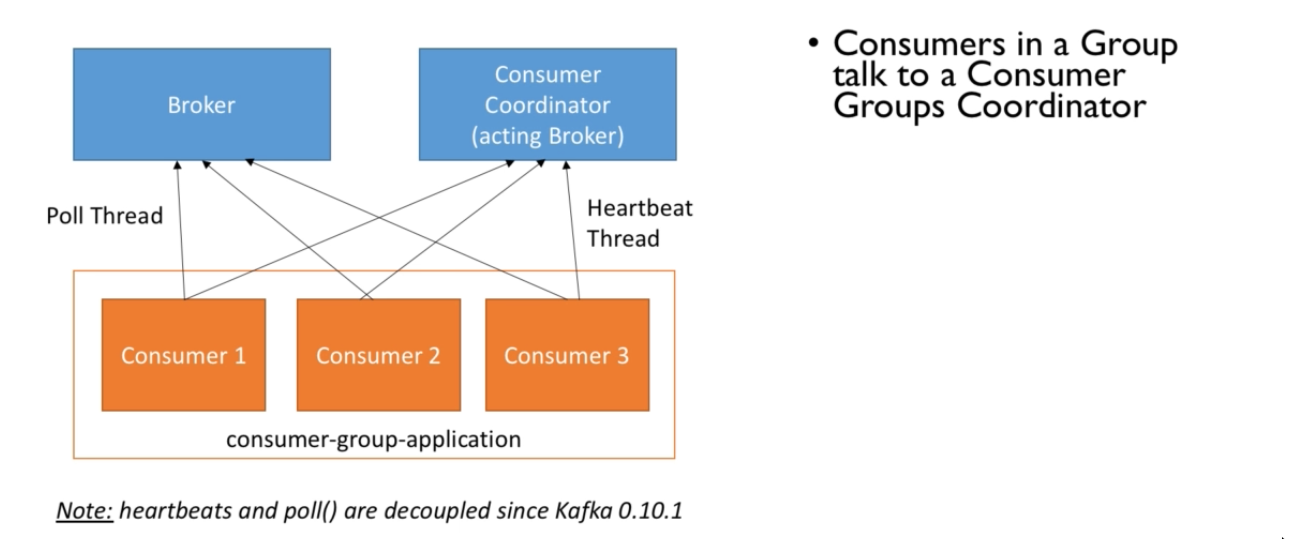 Broker
Consumer
Coordinator
(acting Broker)
Poll Thread
Heartbeat
Thread
Consumer 1
Consumer 2
Consumer 3
consumer-group-application
Note: heartbeats and poll() are decoupled since Kafka 0.10.1
• Consumers in a Group
talk to a Consumer
Groups Coordinator